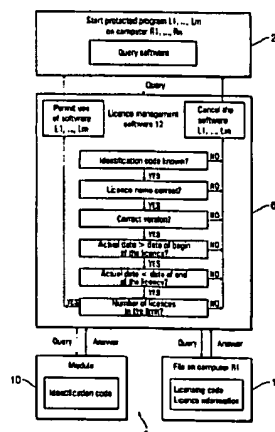 Start protected program L1, ..., Lm
on computer R1, ..., Rn
2
Query software
Query
Permit use
of software
L1, ..., Lm
Licence management
software 12
Cancel the
software
L1, ..., Lm
Identification code known?
NO
YES
Licence name correct?
NO
YES
Correct version?
NO
YES
Actual date > date of begin
of the licence?
NO
YES
6
Actual date < date of end
of the licence?
NO
YES
YES
Number of licences
in the limit?
NO
Query
Answer
Query
Answer
10
Module
Identification code
File on computer R1
Licensing code
Licence information